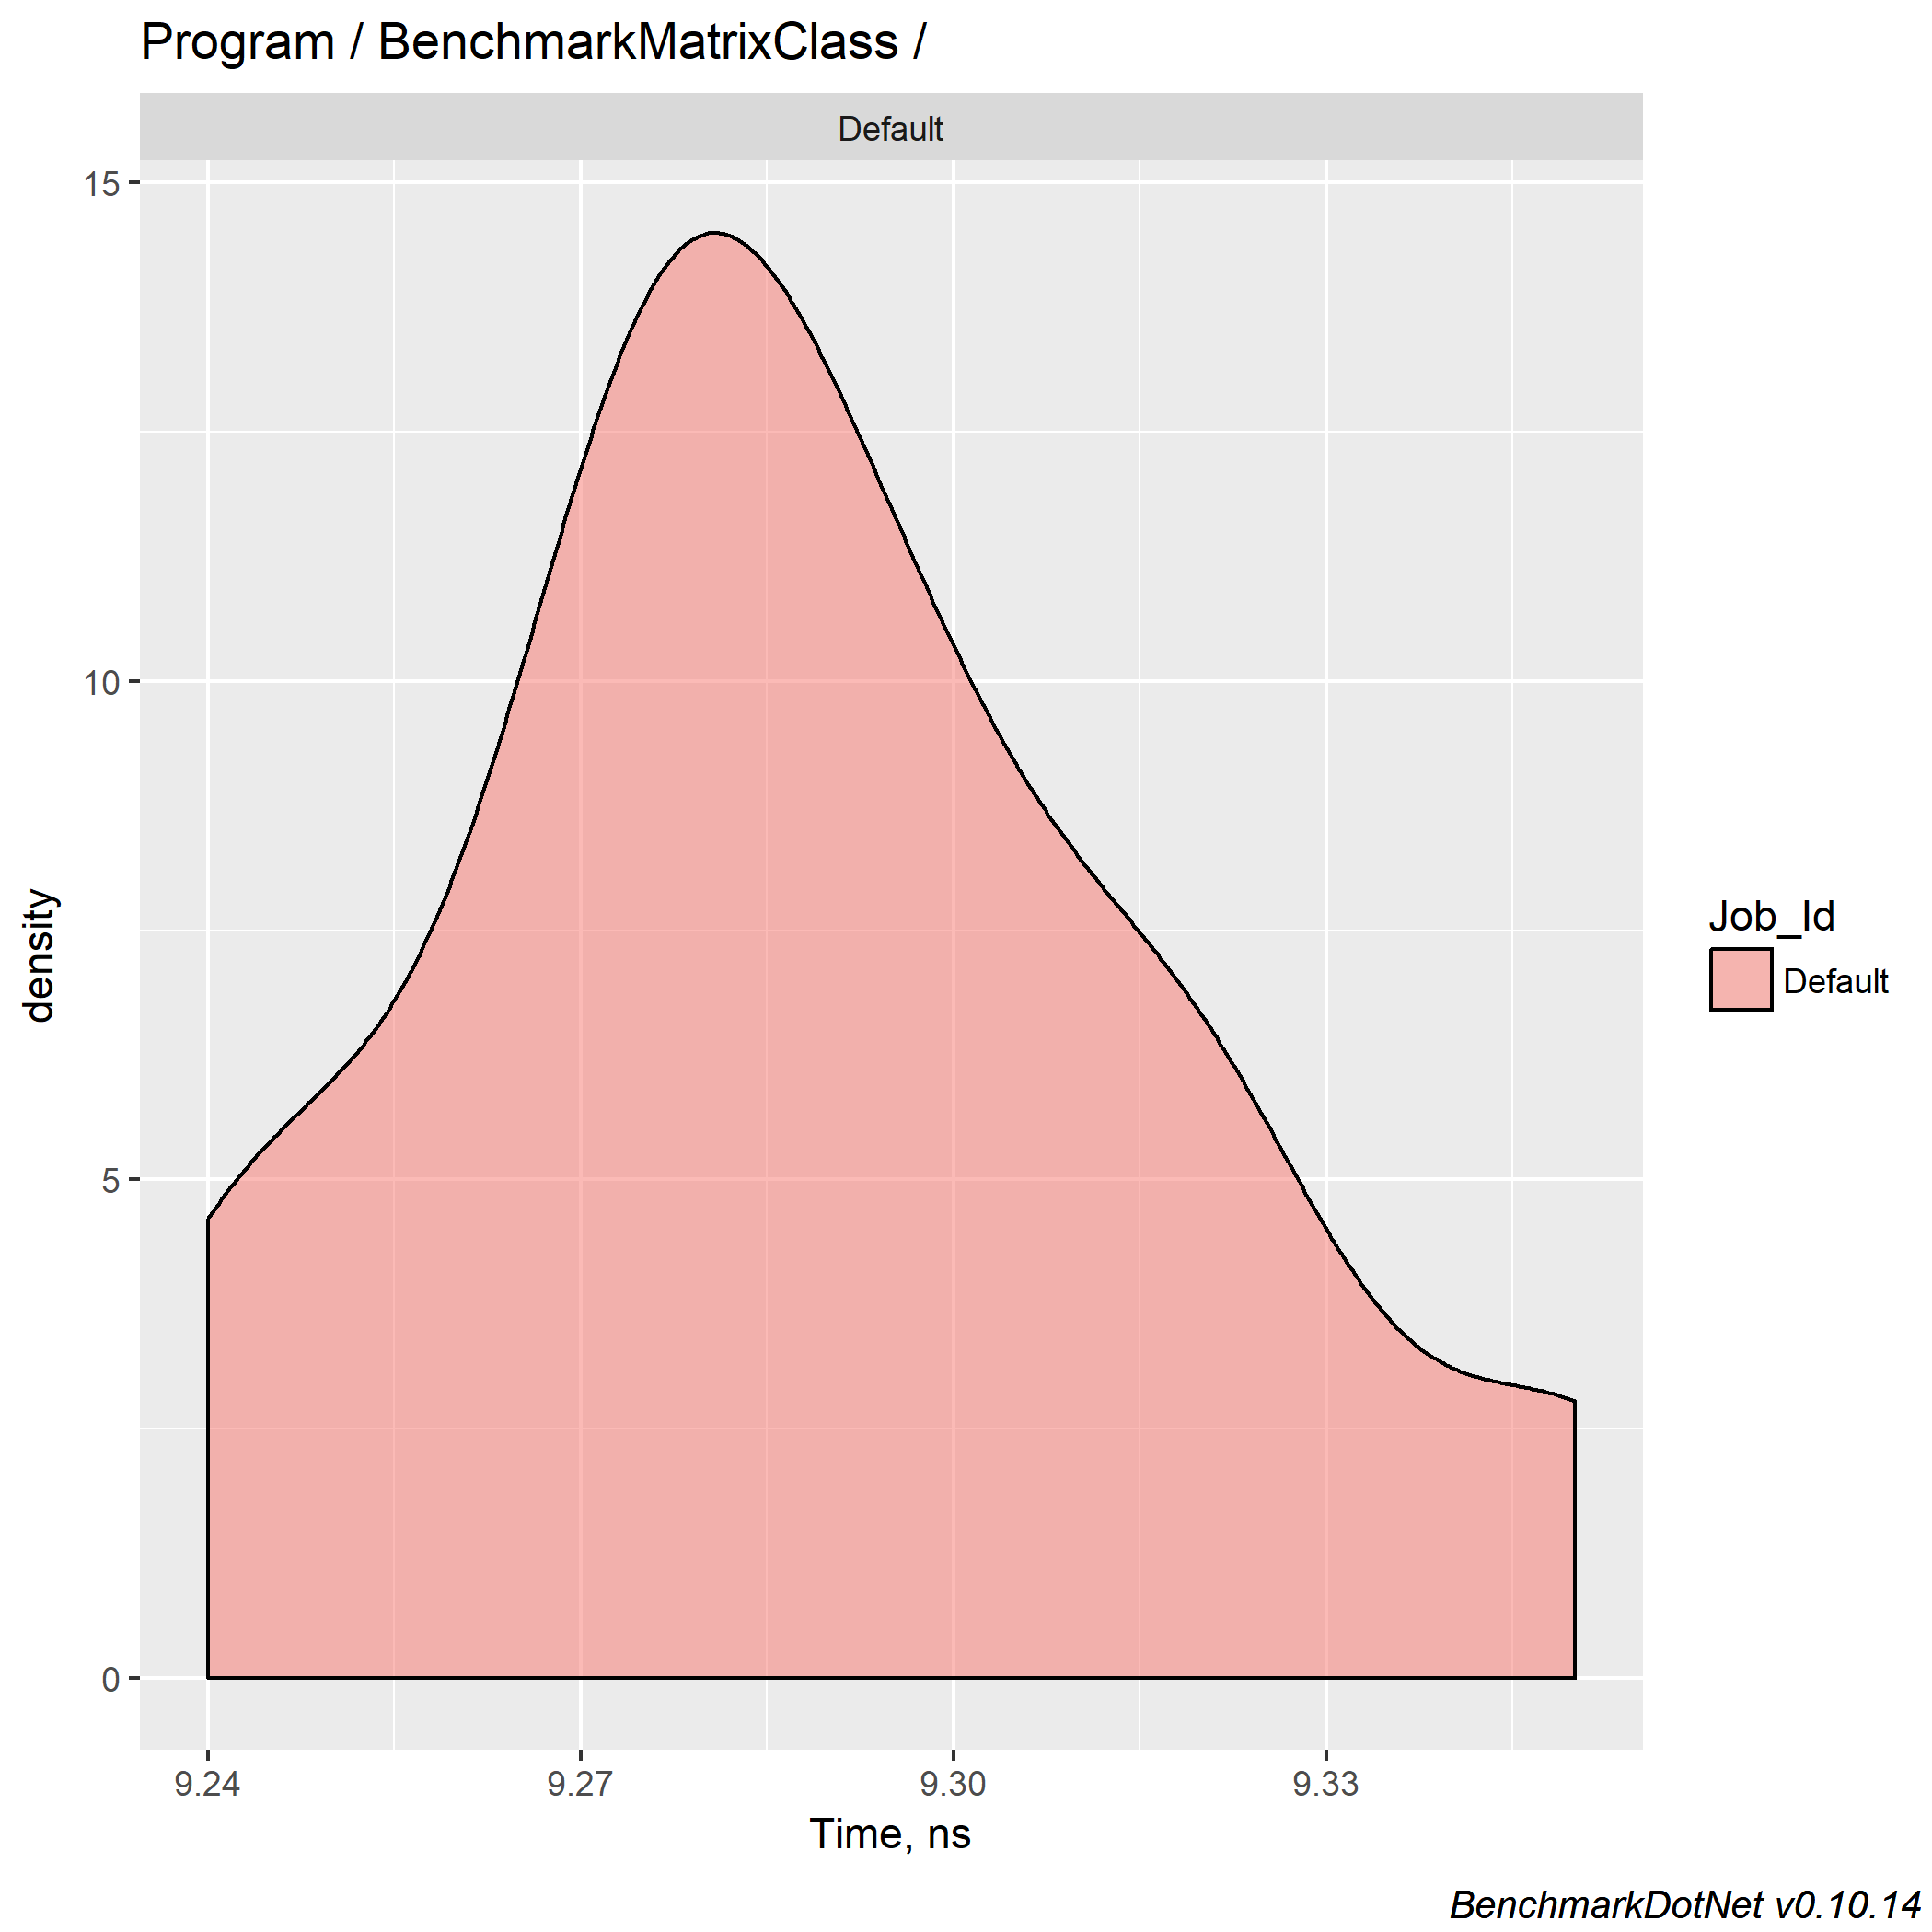 Program / BenchmarkMatrixClass /
Default
15
10
5
0
density
9.24 9.27 9.30 9.33
Time, ns
Job_Id
Default
BenchmarkDotNet v0.10.14